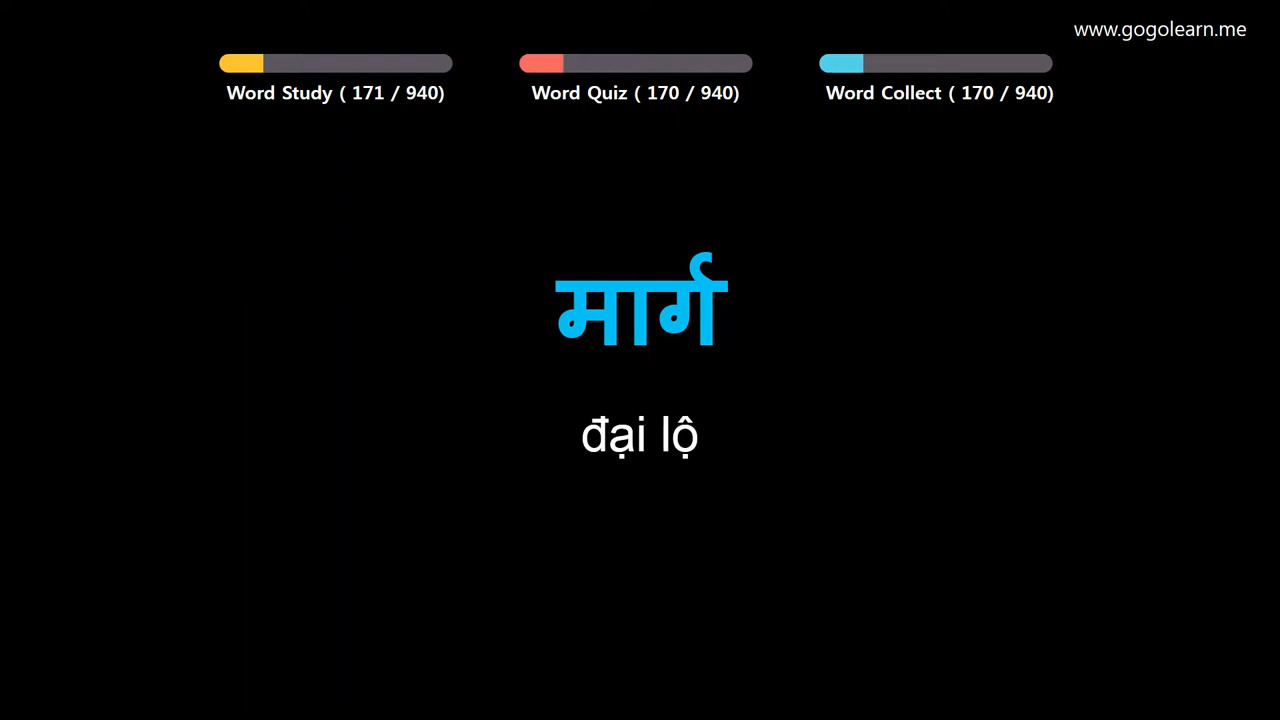 www.gogolearn.me
Word Study ( 171 / 940)
Word Quiz ( 170 / 940)
Word Collect ( 170 / 940)
मार्ग
đại lộ